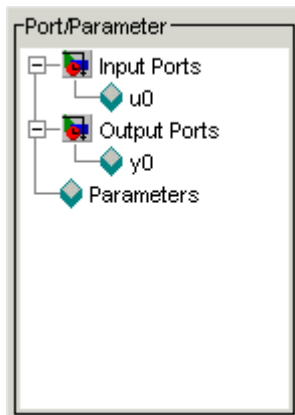 Port/Parameter
Input Ports
u0
Output Ports
y0
Parameters